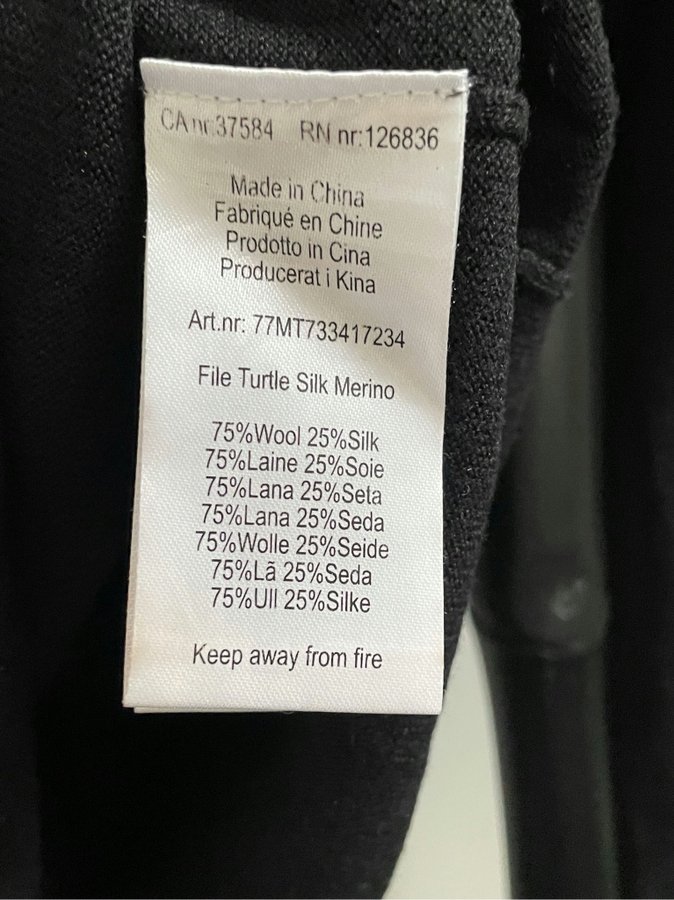 CA nr:37584 RN nr:126836
Made in China
Fabriqué en Chine
Prodotto in Cina
Producerat i Kina
Art.nr: 77MT733417234
File Turtle Silk Merino
75%Wool 25%Silk
75%Laine 25%Soie
75%Lana 25%Seta
75%Lana 25%Seda
75%Wolle 25%Seide
75%Lã 25%Seda
75%Ull 25%Silke
Keep away from fire